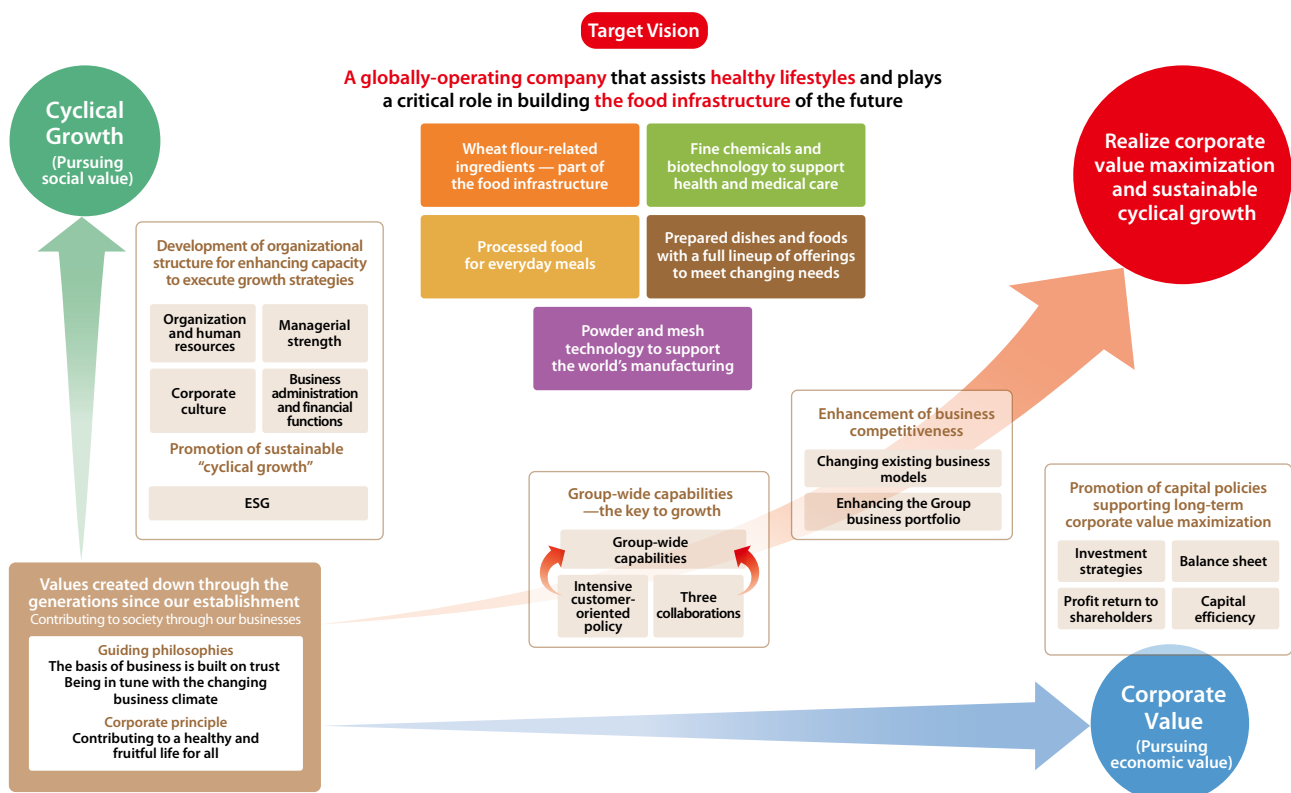 Target Vision
A globally-operating company that assists healthy lifestyles and plays
a critical role in building the food infrastructure of the future
Cyclical
Growth
(Pursuing
social value)
Wheat flour-related
ingredients — part of
the food infrastructure
Fine chemicals and
biotechnology to support
health and medical care
Processed food
for everyday meals
Prepared dishes and foods
with a full lineup of offerings
to meet changing needs
Powder and mesh
technology to support
the world’s manufacturing
Realize corporate
value maximization
and sustainable
cyclical growth
Development of organizational
structure for enhancing capacity
to execute growth strategies
Organization
and human
resources
Managerial
strength
Corporate
culture
Business
administration
and financial
functions
Promotion of sustainable
“cyclical growth”
ESG
Enhancement of business
competitiveness
Changing existing business
models
Enhancing the Group
business portfolio
Group-wide capabilities
—the key to growth
Group-wide
capabilities
Intensive
customer-
oriented
policy
Three
collaborations
Promotion of capital policies
supporting long-term
corporate value maximization
Investment
strategies
Balance sheet
Profit return to
shareholders
Capital
efficiency
Values created down through the
generations since our establishment
Contributing to society through our businesses
Guiding philosophies
The basis of business is built on trust
Being in tune with the changing
business climate
Corporate principle
Contributing to a healthy and
fruitful life for all
Corporate
Value
(Pursuing
economic value)